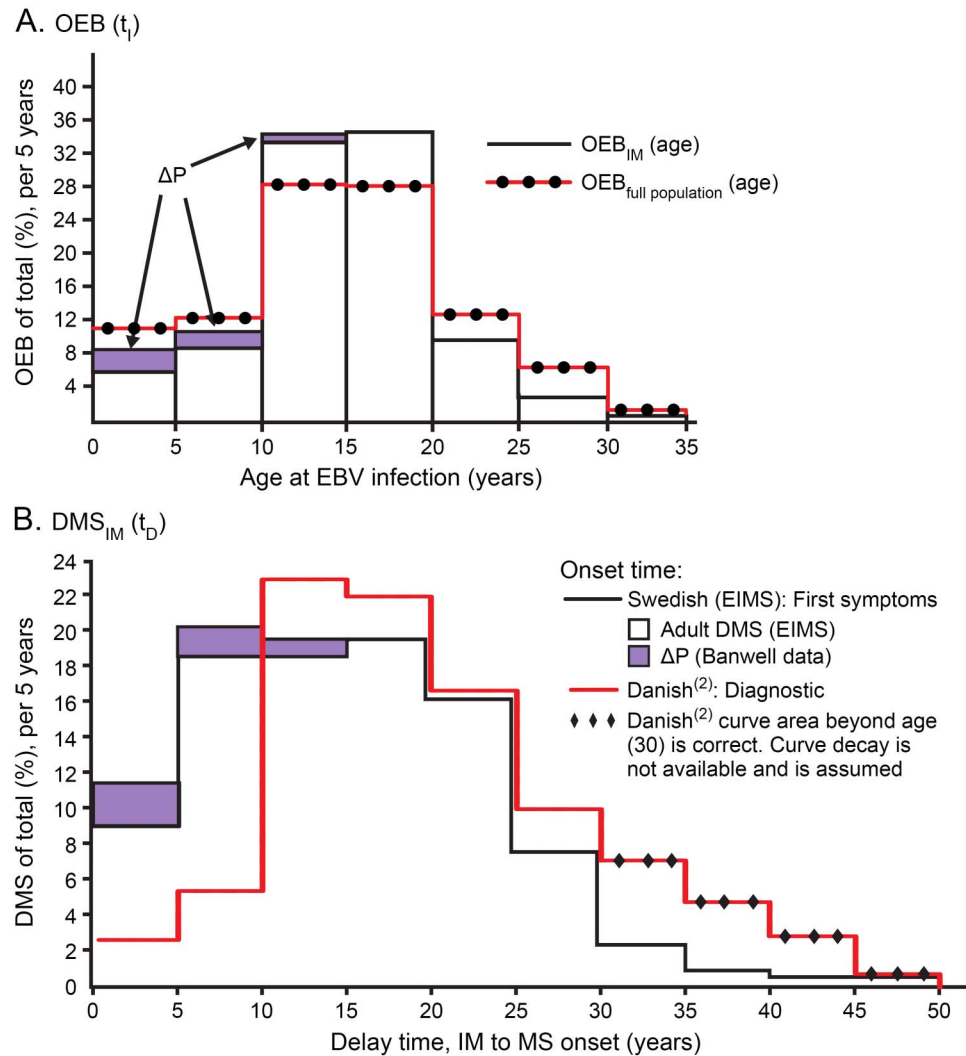 A. OEB (tI)
OEB of total (%), per 5 years
40
36
32
28
24
20
16
12
8
4
ΔP
OEBIM (age)
OEBfull population (age)
0 5 10 15 20 25 30 35
Age at EBV infection (years)
B. DMSIM (tD)
DMS of total (%), per 5 years
24
22
20
18
16
14
12
10
8
6
4
2
0
Onset time:
Swedish (EIMS): First symptoms
Adult DMS (EIMS)
ΔP (Banwell data)
Danish(2): Diagnostic
Danish(2) curve area beyond age
(30) is correct. Curve decay is
not available and is assumed
0 5 10 15 20 25 30 35 40 45 50
Delay time, IM to MS onset (years)